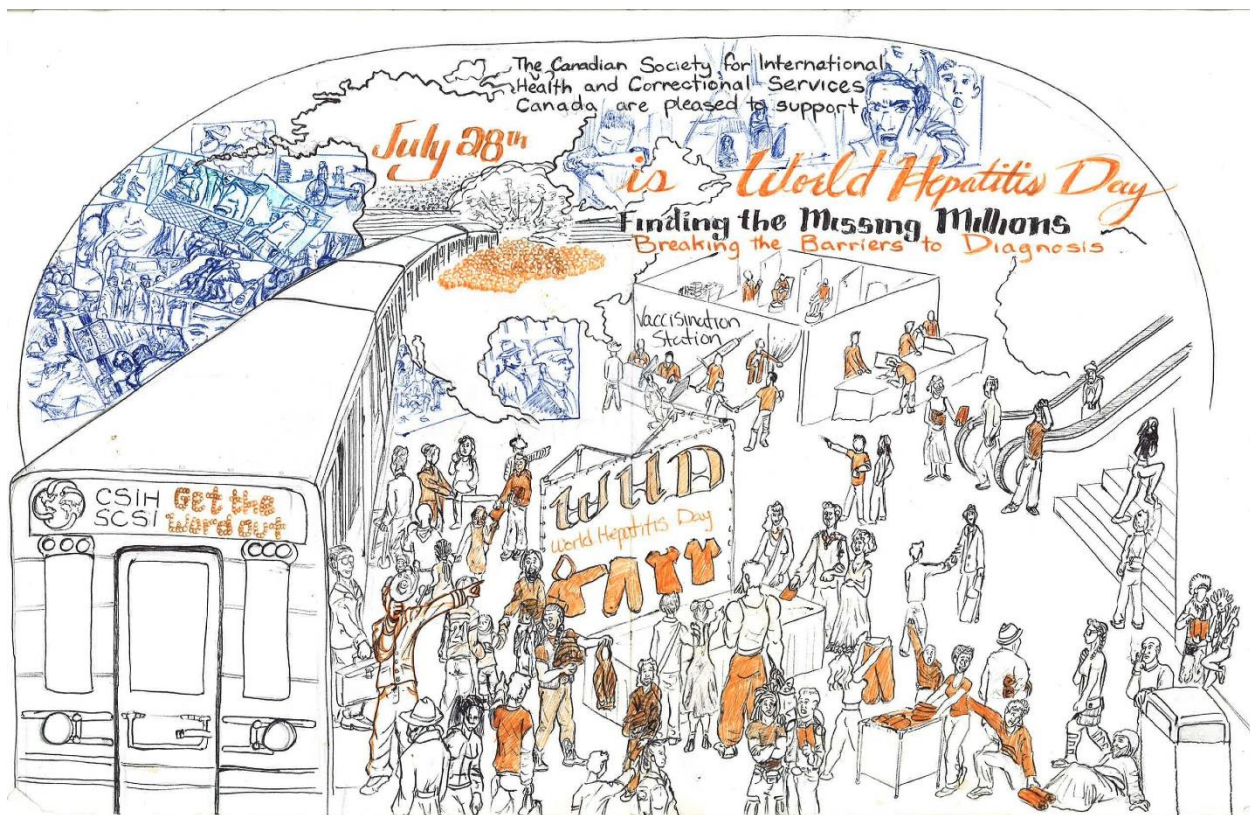 The Canadian Society for International
Health and Correctional Services
Canada are pleased to support
July 28th
is World Hepatitis Day
Finding the Missing Millions
Breaking the Barriers to Diagnosis
Vaccisination
Station
WHD
World Hepatitis Day
CSIH
SCSI
Get the
word out